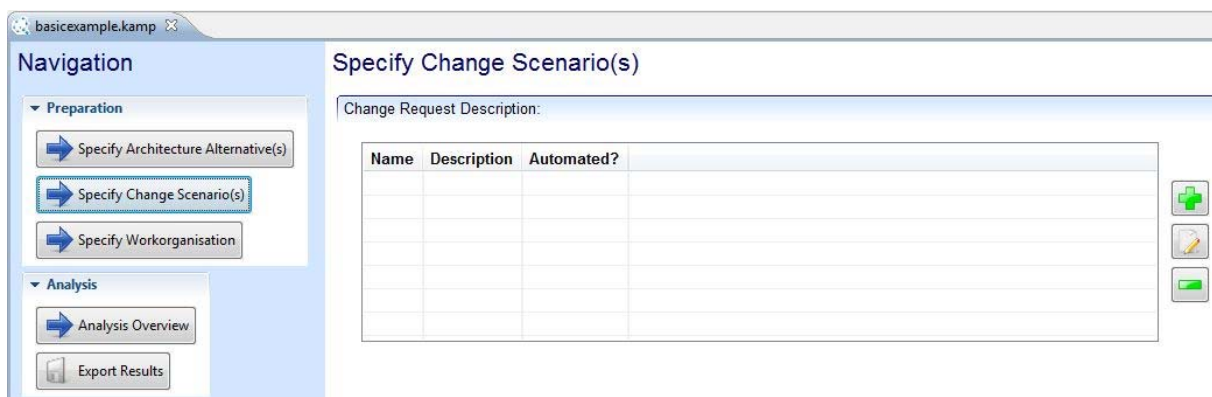 basicexample.kamp
Navigation
Preparation
Specify Architecture Alternative(s)
Specify Change Scenario(s)
Specify Workorganisation
Analysis
Analysis Overview
Export Results
Specify Change Scenario(s)
Change Request Description:
Name Description Automated?